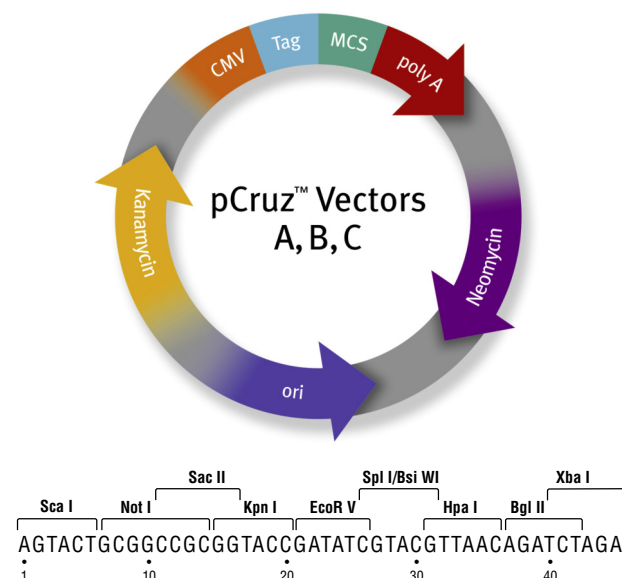 CMV Tag MCS poly A
pCruz™ Vectors
A, B, C
Kanamycin
Neomycin
ori
Sac II Spl I/Bsi WI Xba I
Sca I Not I Kpn I EcoR V Hpa I Bgl II
AGTACTGCGGCCGCGGTACCGATATCGTACGTTAACAGATCTAGA
1 10 20 30 40